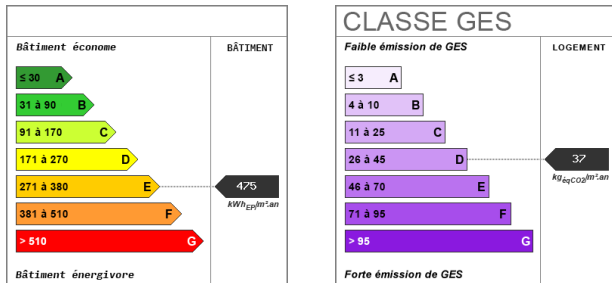 Bâtiment économe
BÂTIMENT
≤ 30 A
31 à 90 B
91 à 170 C
171 à 270 D
271 à 380 E
475
kWhEP/m².an
381 à 510 F
> 510 G
Bâtiment énergivore
CLASSE GES
Faible émission de GES
LOGEMENT
≤ 3 A
4 à 10 B
11 à 25 C
26 à 45 D
37
kgéqCO2/m².an
46 à 70 E
71 à 95 F
> 95 G
Forte émission de GES